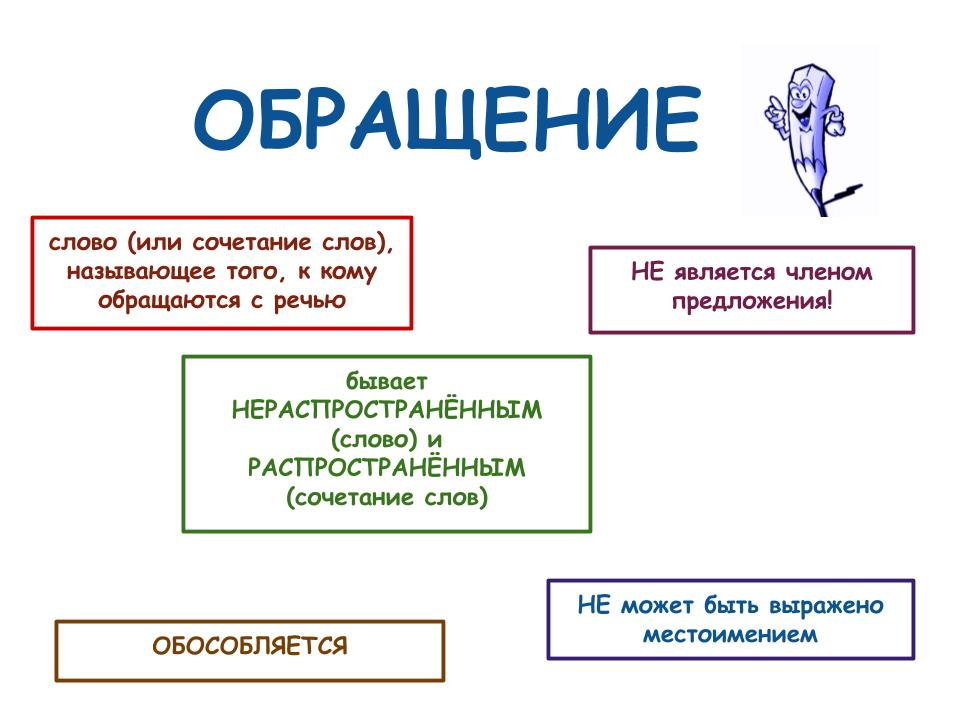 ОБРАЩЕНИЕ
слово (или сочетание слов),
называющее того, к кому
обращаются с речью
НЕ является членом
предложения!
бывает
НЕРАСПРОСТРАНЁННЫМ
(слово) и
РАСПРОСТРАНЁННЫМ
(сочетание слов)
НЕ может быть выражено
местоимением
ОБОСОБЛЯЕТСЯ